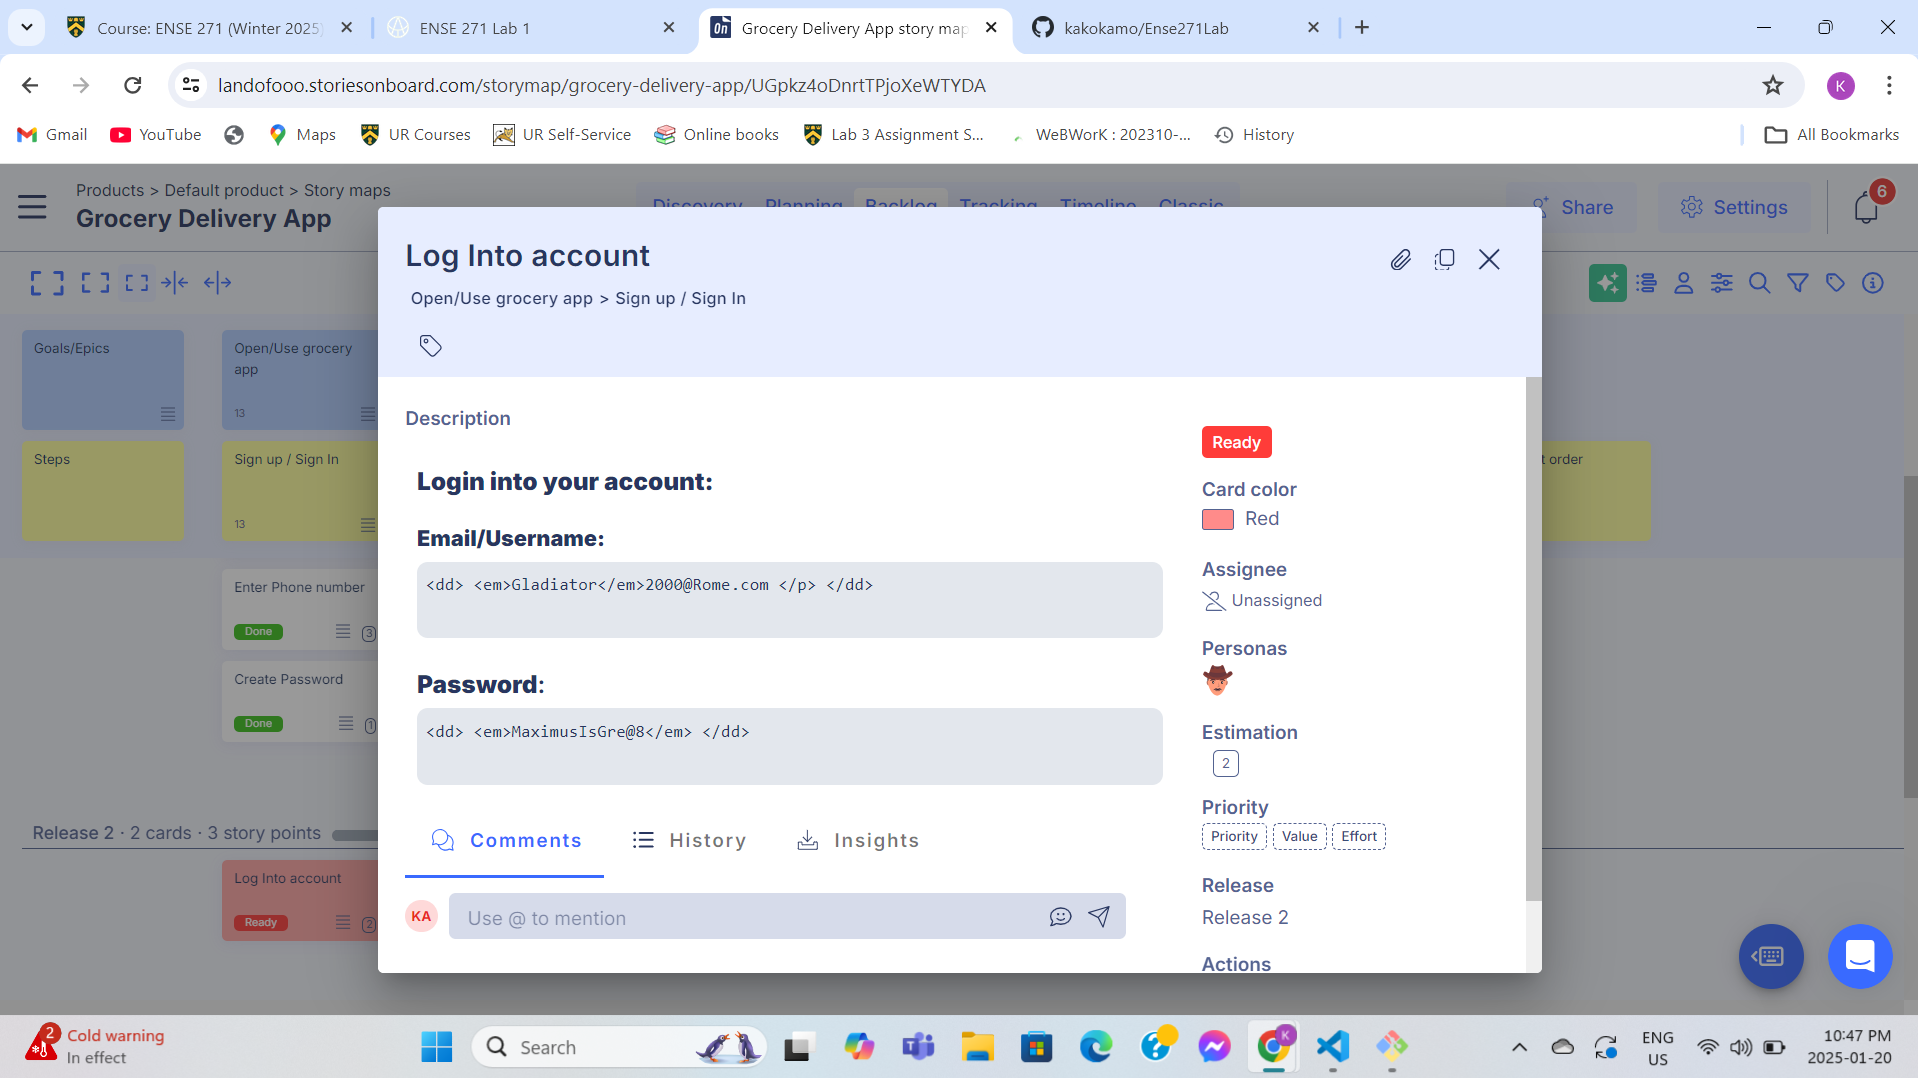 Course: ENSE 271 (Winter 2025)
ENSE 271 Lab 1
Grocery Delivery App story map
kakokamo/Ense271Lab
landofooo.storiesonboard.com/storymap/grocery-delivery-app/UGpkz4oDnrtTPjoXeWTYDA
K
Gmail
YouTube
Maps
UR Courses
UR Self-Service
Online books
Lab 3 Assignment S...
WeBWorK : 202310-...
History
All Bookmarks
Products > Default product > Story maps
Grocery Delivery App
Discovery Planning Backlog Tracking Timeline Classic
Share
Settings
6
Log Into account
Open/Use grocery app > Sign up / Sign In
Goals/Epics
Open/Use grocery
app
13
Steps
Sign up / Sign In
13
t order
Enter Phone number
Done
3
Create Password
Done
1
Release 2 · 2 cards · 3 story points
Log Into account
Ready
2
Description
Login into your account:
Email/Username:
<dd> <em>Gladiator</em>2000@Rome.com </p> </dd>
Password:
<dd> <em>MaximusIsGre@8</em> </dd>
Comments
History
Insights
KA
Use @ to mention
Ready
Card color
Red
Assignee
Unassigned
Personas
Estimation
2
Priority
Priority Value Effort
Release
Release 2
Actions
2
Cold warning
In effect
Search
K
ENG
US
10:47 PM
2025-01-20